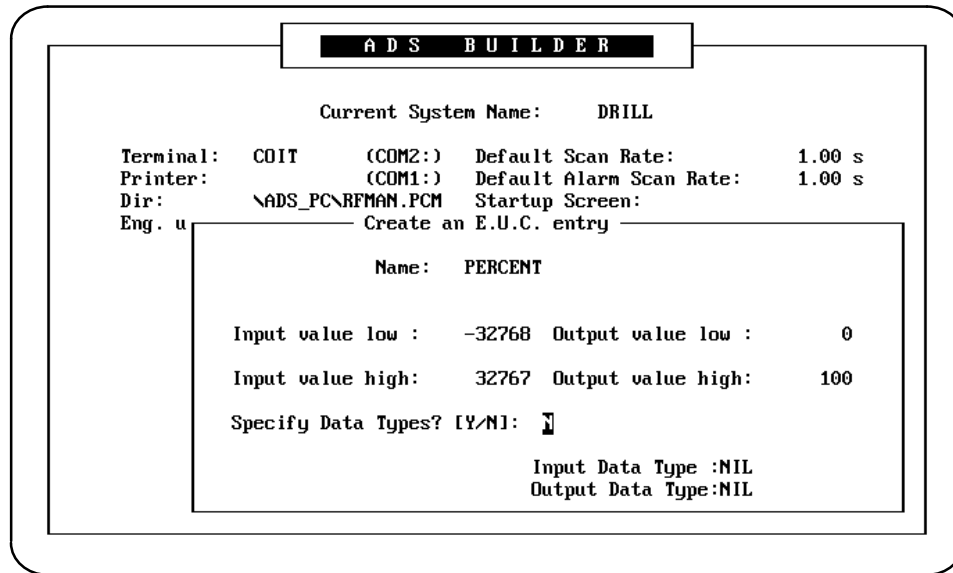 ADS BUILDER
Current System Name: DRILL
Terminal: COIT (COM2:) Default Scan Rate: 1.00 s
Printer: (COM1:) Default Alarm Scan Rate: 1.00 s
Dir: \ADS_PC\RFMAN.PCM Startup Screen:
Eng. u
Create an E.U.C. entry
Name: PERCENT
Input value low : -32768 Output value low : 0
Input value high: 32767 Output value high: 100
Specify Data Types? [Y/N]: N
Input Data Type :NIL
Output Data Type:NIL